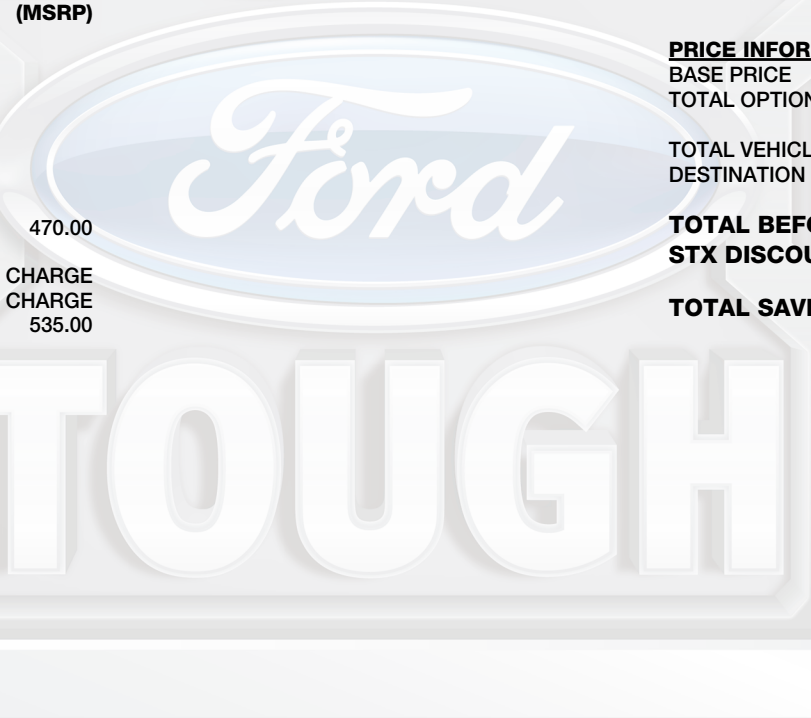 (MSRP)
470.00
CHARGE
CHARGE
535.00
PRICE INFOR
BASE PRICE
TOTAL OPTION
TOTAL VEHICL
DESTINATION
TOTAL BEFO
STX DISCOU
TOTAL SAVI
Ford
TOUGH